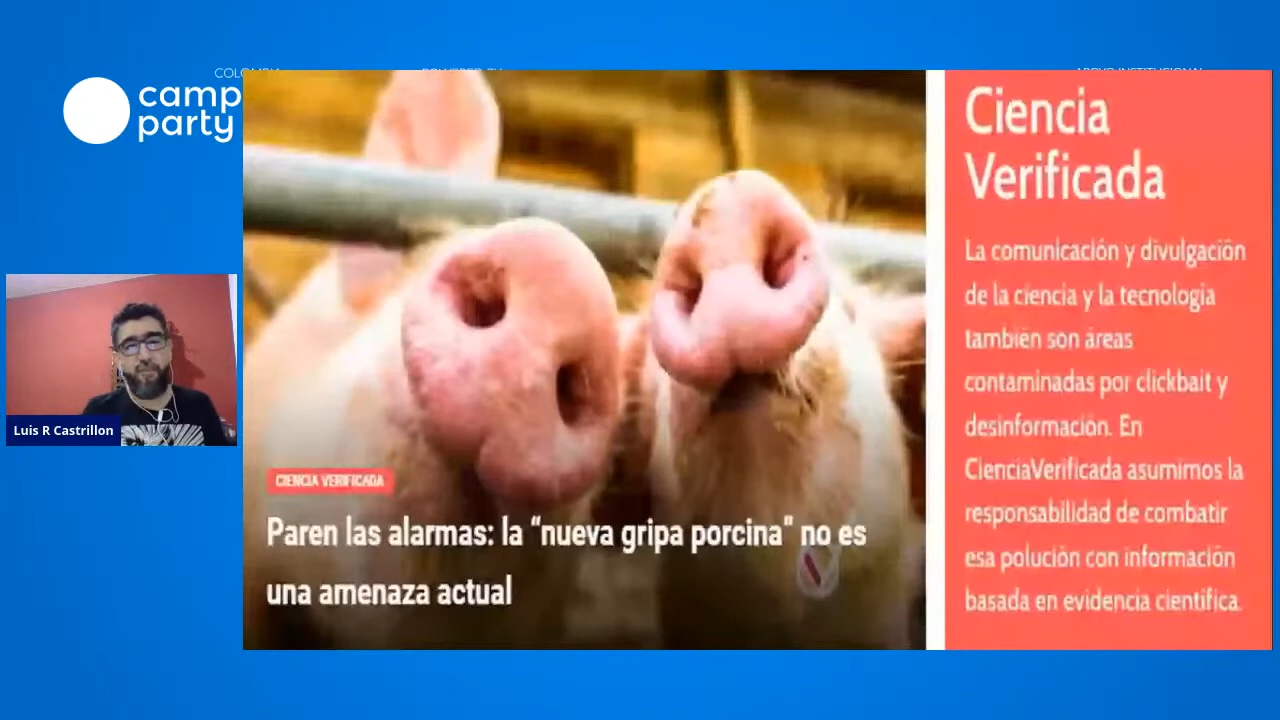 camp
party
Luis R Castrillon
CIENCIA VERIFICADA
Paren las alarmas: la “nueva gripa porcina” no es
una amenaza actual
Ciencia
Verificada
La comunicación y divulgación
de la ciencia y la tecnología
también son áreas
contaminadas por clickbait y
desinformación. En
CienciaVerificada asumimos la
responsabilidad de combatir
esa polución con información
basada en evidencia científica.